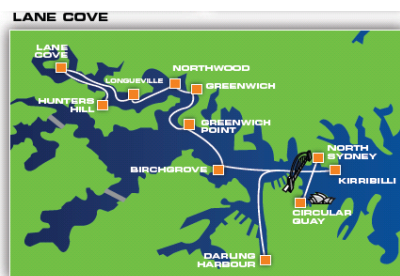 LANE COVE
LANE
COVE
LONGUEVILLE
NORTHWOOD
GREENWICH
HUNTERS
HILL
GREENWICH
POINT
BIRCHGROVE
NORTH
SYDNEY
KIRRIBILLI
CIRCULAR
QUAY
DARLING
HARBOUR